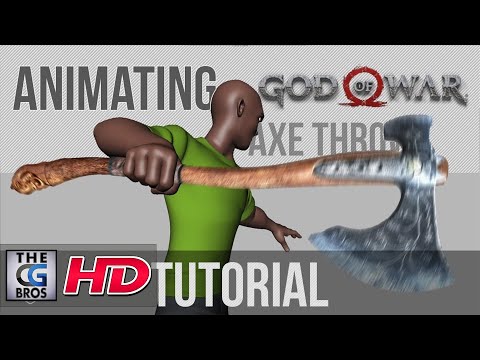 ANIMATING
GOD OF WAR
AXE THRO
THE
CG
BROS
HD
TUTORIAL